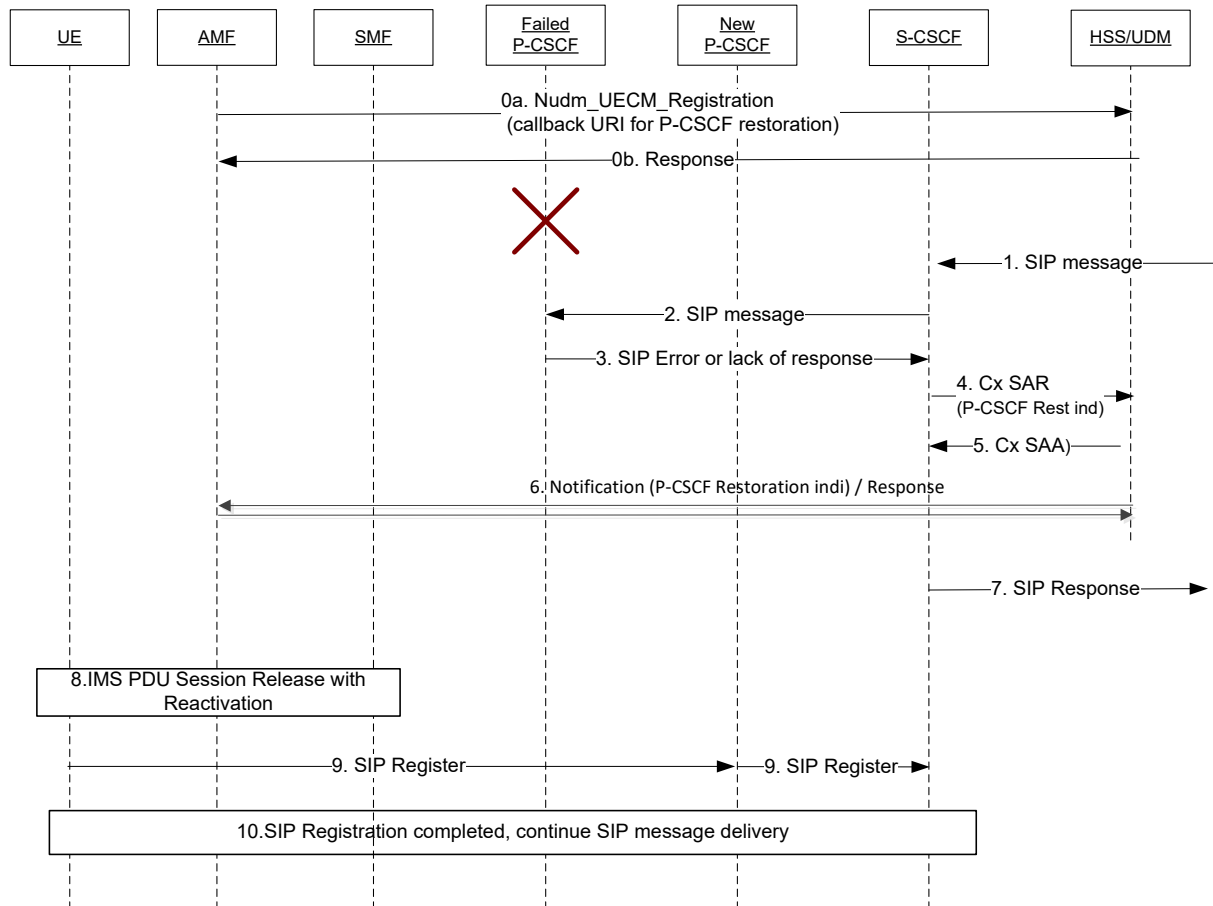 UE
AMF
SMF
Failed
P-CSCF
New
P-CSCF
S-CSCF
HSS/UDM
0a. Nudm_UECM_Registration
(callback URI for P-CSCF restoration)
0b. Response
1. SIP message
2. SIP message
3. SIP Error or lack of response
4. Cx SAR
(P-CSCF Rest ind)
5. Cx SAA)
6. Notification (P-CSCF Restoration indi) / Response
7. SIP Response
8.IMS PDU Session Release with
Reactivation
9. SIP Register
9. SIP Register
10.SIP Registration completed, continue SIP message delivery